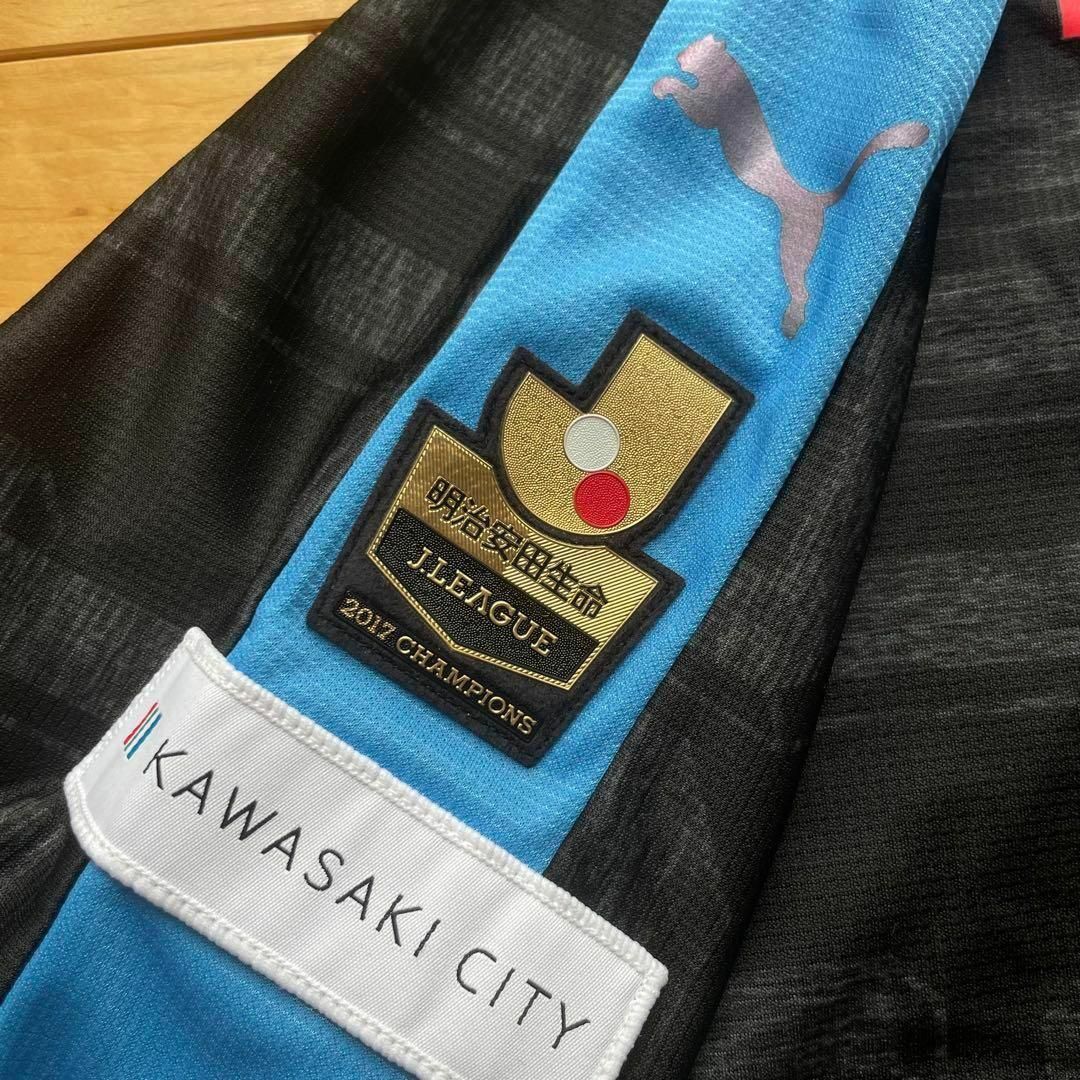 明治安田生命
J.LEAGUE
2017 CHAMPIONS
KAWASAKI CITY